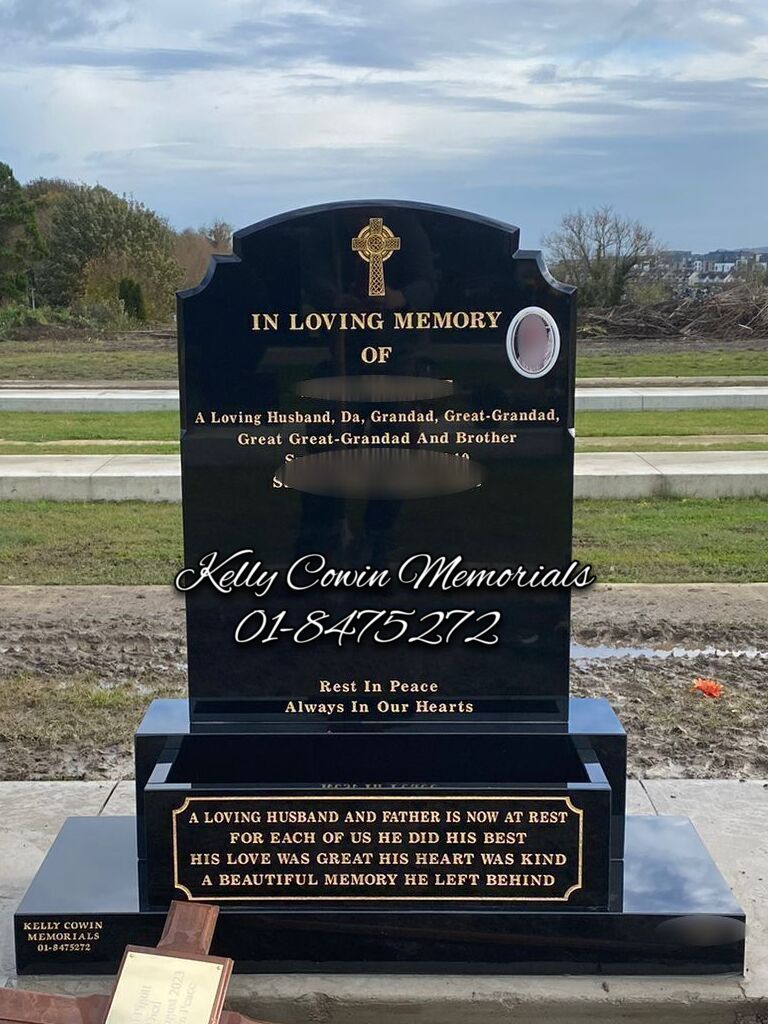 IN LOVING MEMORY
OF
A Loving Husband, Da, Grandad, Great-Grandad,
Great Great-Grandad And Brother
Kelly Cowin Memorials
01-8475272
Rest In Peace
Always In Our Hearts
A LOVING HUSBAND AND FATHER IS NOW AT REST
FOR EACH OF US HE DID HIS BEST
HIS LOVE WAS GREAT HIS HEART WAS KIND
A BEAUTIFUL MEMORY HE LEFT BEHIND
KELLY COWIN
MEMORIALS
01-8475272
2023